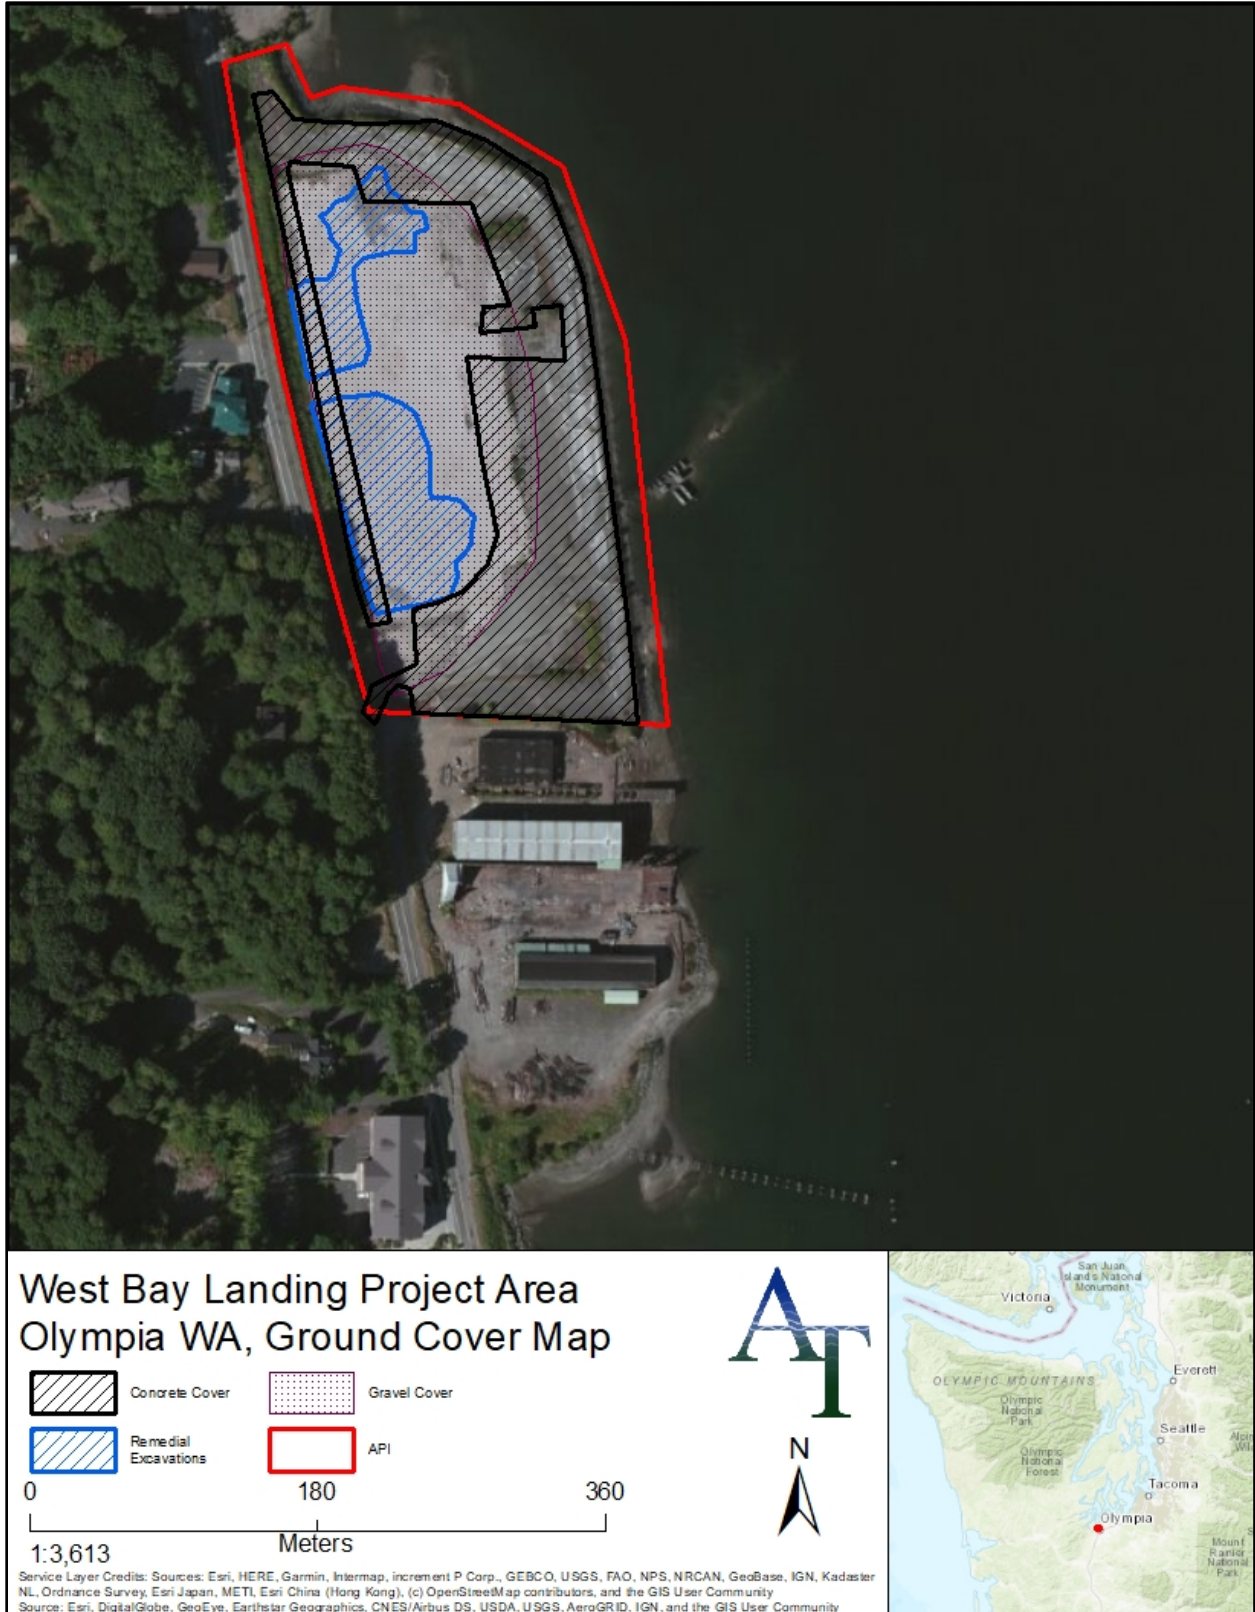 West Bay Landing Project Area
Olympia WA, Ground Cover Map
Concrete Cover
Gravel Cover
Remedial
Excavations
API
0 180 360
Meters
1:3,613
AT
N
Service Layer Credits: Sources: Esri, HERE, Garmin, Intermap, increment P Corp., GEBCO, USGS, FAO, NPS, NRCAN, GeoBase, IGN, Kadaster
NL, Ordnance Survey, Esri Japan, METI, Esri China (Hong Kong), (c) OpenStreetMap contributors, and the GIS User Community
Source: Esri, DigitalGlobe, GeoEye, Earthstar Geographics, CNES/Airbus DS, USDA, USGS, AeroGRID, IGN, and the GIS User Community
San Juan
Islands National
Monument
Victoria
Everett
OLYMPIC MOUNTAINS
Olympic
National
Park
Seattle
Olympic
National
Forest
Tacoma
Olympia
Mount
Rainier
National
Park